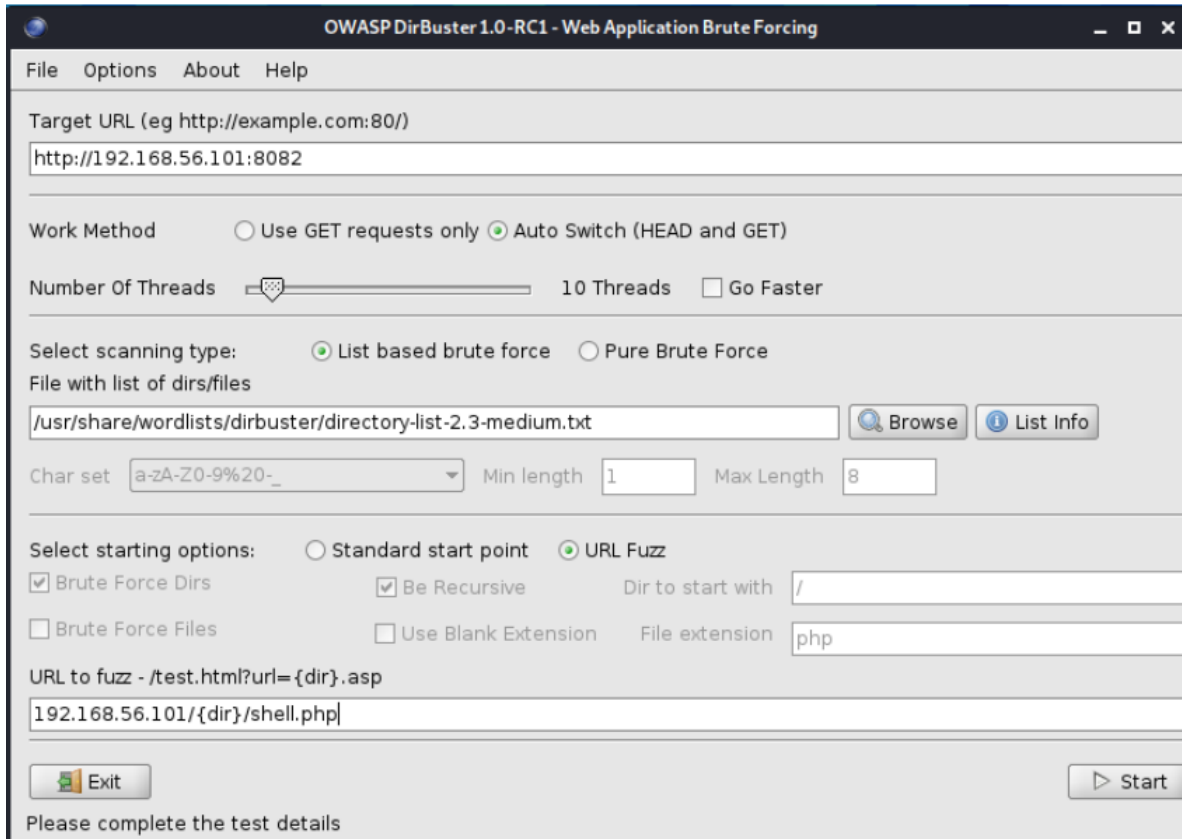 OWASP DirBuster 1.0-RC1 - Web Application Brute Forcing
File Options About Help
Target URL (eg http://example.com:80/)
http://192.168.56.101:8082
Work Method Use GET requests only Auto Switch (HEAD and GET)
Number Of Threads 10 Threads Go Faster
Select scanning type: List based brute force Pure Brute Force
File with list of dirs/files
/usr/share/wordlists/dirbuster/directory-list-2.3-medium.txt Browse List Info
Char set a-zA-Z0-9%20-_ Min length 1 Max Length 8
Select starting options: Standard start point URL Fuzz
Brute Force Dirs Be Recursive Dir to start with /
Brute Force Files Use Blank Extension File extension php
URL to fuzz - /test.html?url={dir}.asp
192.168.56.101/{dir}/shell.php
Exit Start
Please complete the test details